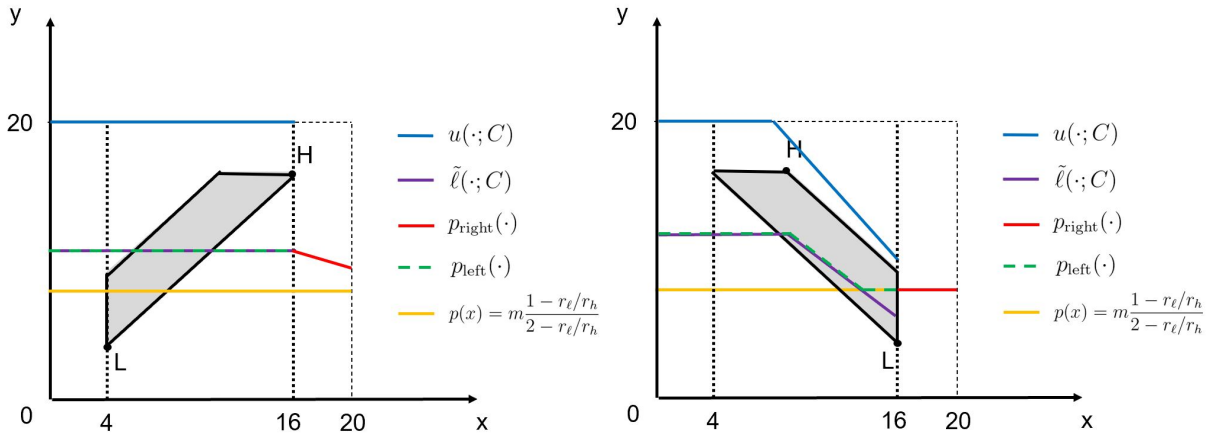 y
20
H
L
0
4
16
20
x
u(·; C)
ℓ̃(·; C)
p_right(·)
p_left(·)
p(x) = m (1 − r_ℓ/r_h)/(2 − r_ℓ/r_h)
y
20
H
L
0
4
16
20
x
u(·; C)
ℓ̃(·; C)
p_right(·)
p_left(·)
p(x) = m (1 − r_ℓ/r_h)/(2 − r_ℓ/r_h)